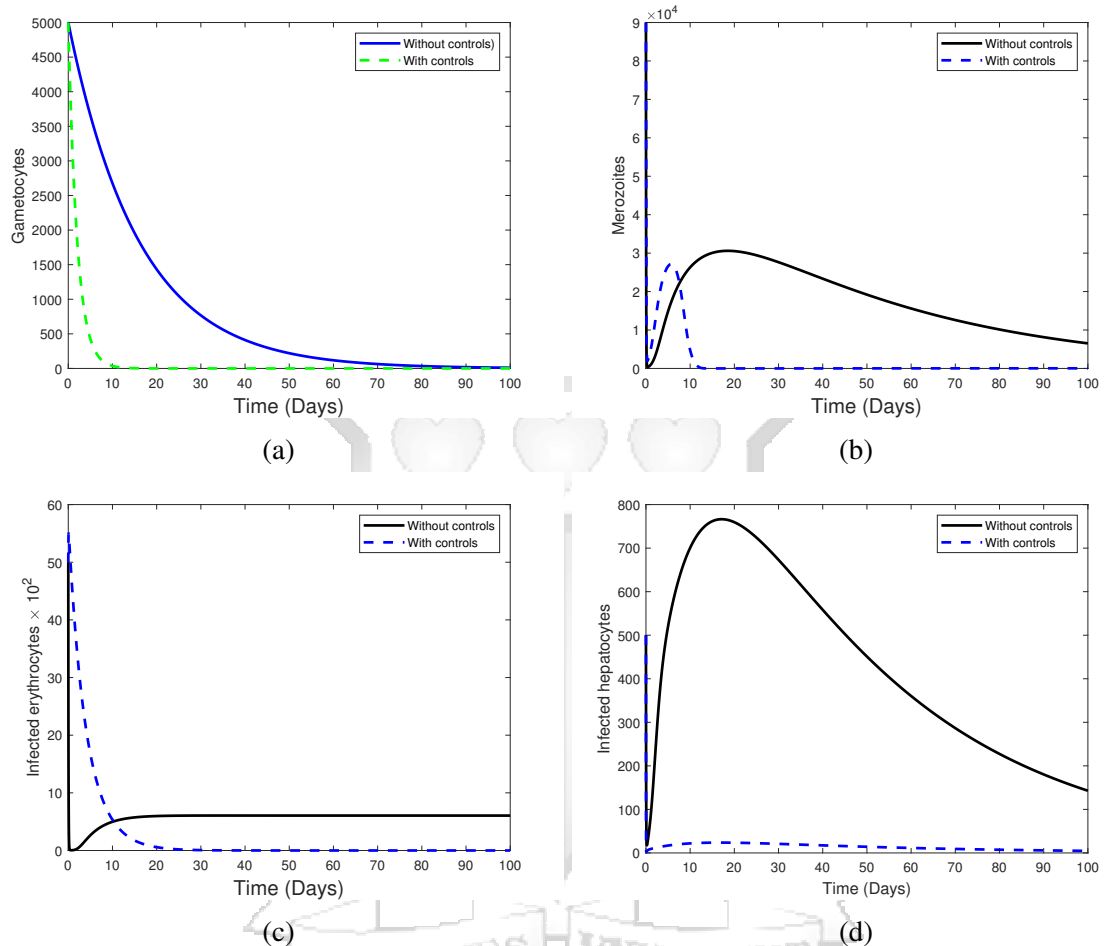 5000
4500
4000
3500
3000
2500
2000
1500
1000
500
0
Gametocytes
Without controls)
With controls
0 10 20 30 40 50 60 70 80 90 100
Time (Days)
(a)
×10⁴
9
8
7
6
5
4
3
2
1
0
Merozoites
Without controls
With controls
0 10 20 30 40 50 60 70 80 90 100
Time (Days)
(b)
60
50
40
30
20
10
0
Infected erythrocytes × 10²
Without controls
With controls
0 10 20 30 40 50 60 70 80 90 100
Time (Days)
(c)
800
700
600
500
400
300
200
100
0
Infected hepatocytes
Without controls
With controls
0 10 20 30 40 50 60 70 80 90 100
Time (Days)
(d)